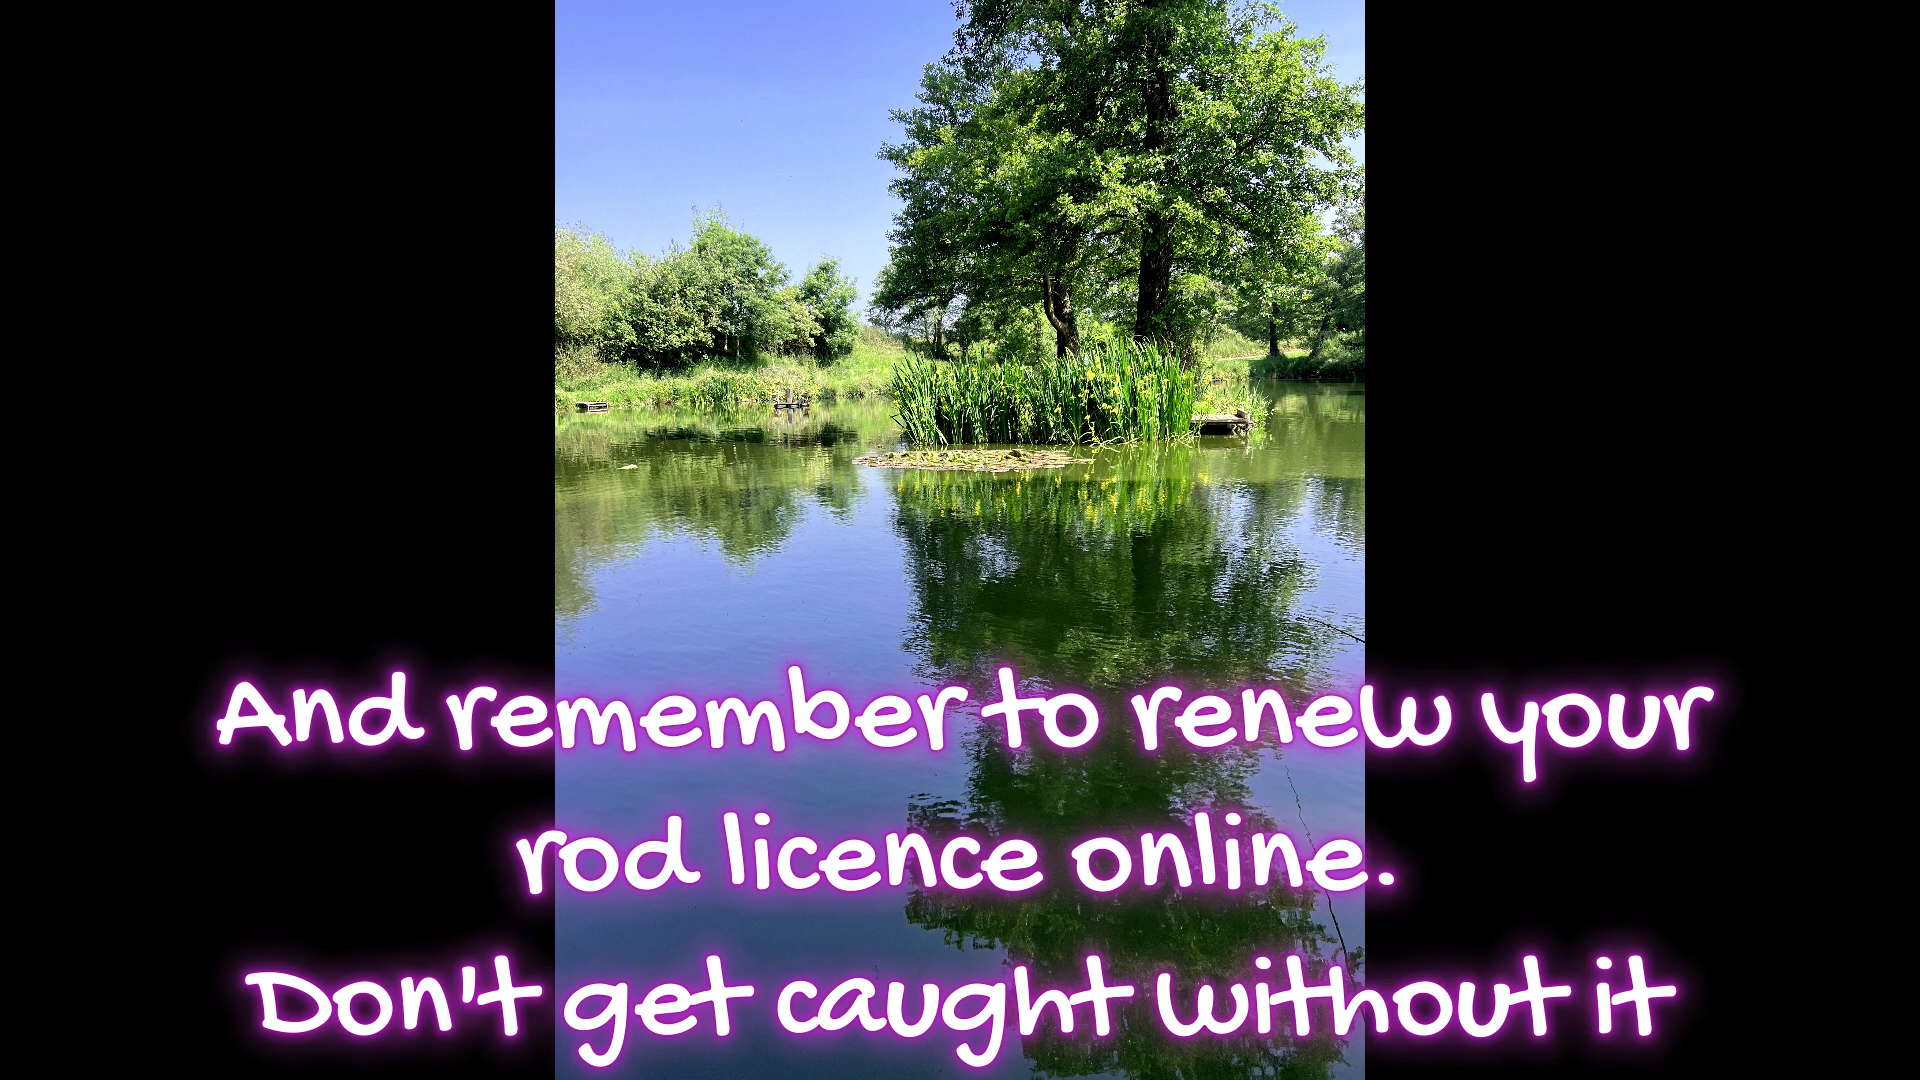 And remember to renew your
rod licence online.
Don't get caught without it